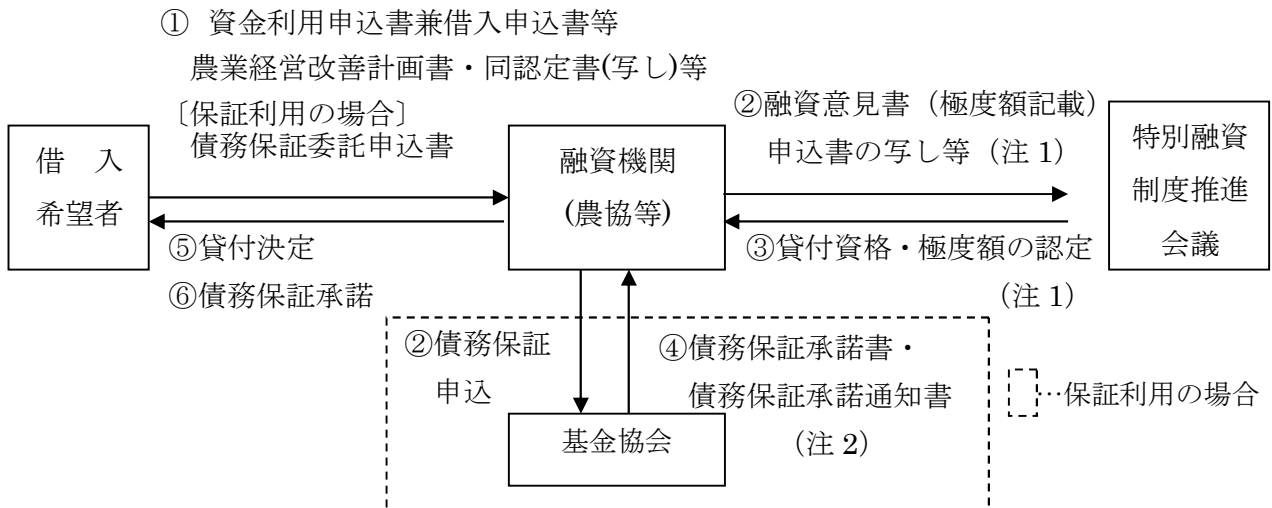 ① 資金利用申込書兼借入申込書等
農業経営改善計画書・同認定書(写し)等
〔保証利用の場合〕
債務保証委託申込書
借 入
希望者
融資機関
(農協等)
②融資意見書（極度額記載）
申込書の写し等（注 1）
特別融資
制度推進
会議
⑤貸付決定
⑥債務保証承諾
③貸付資格・極度額の認定
（注 1）
②債務保証
申込
④債務保証承諾書・
債務保証承諾通知書
（注 2）
基金協会
…保証利用の場合